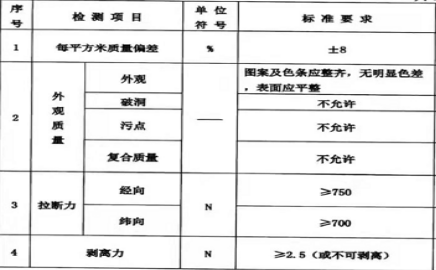 序号 检测项目 单位符号 标准要求
1 每平方米质量偏差 % ±8
2 外观质量 外观 —— 图案及色条应整齐，无明显色差，表面应平整
破洞 不允许
污点 不允许
复合质量 不允许
3 拉断力 经向 N ≥750
纬向 ≥700
4 剥离力 N ≥2.5（或不可剥离）